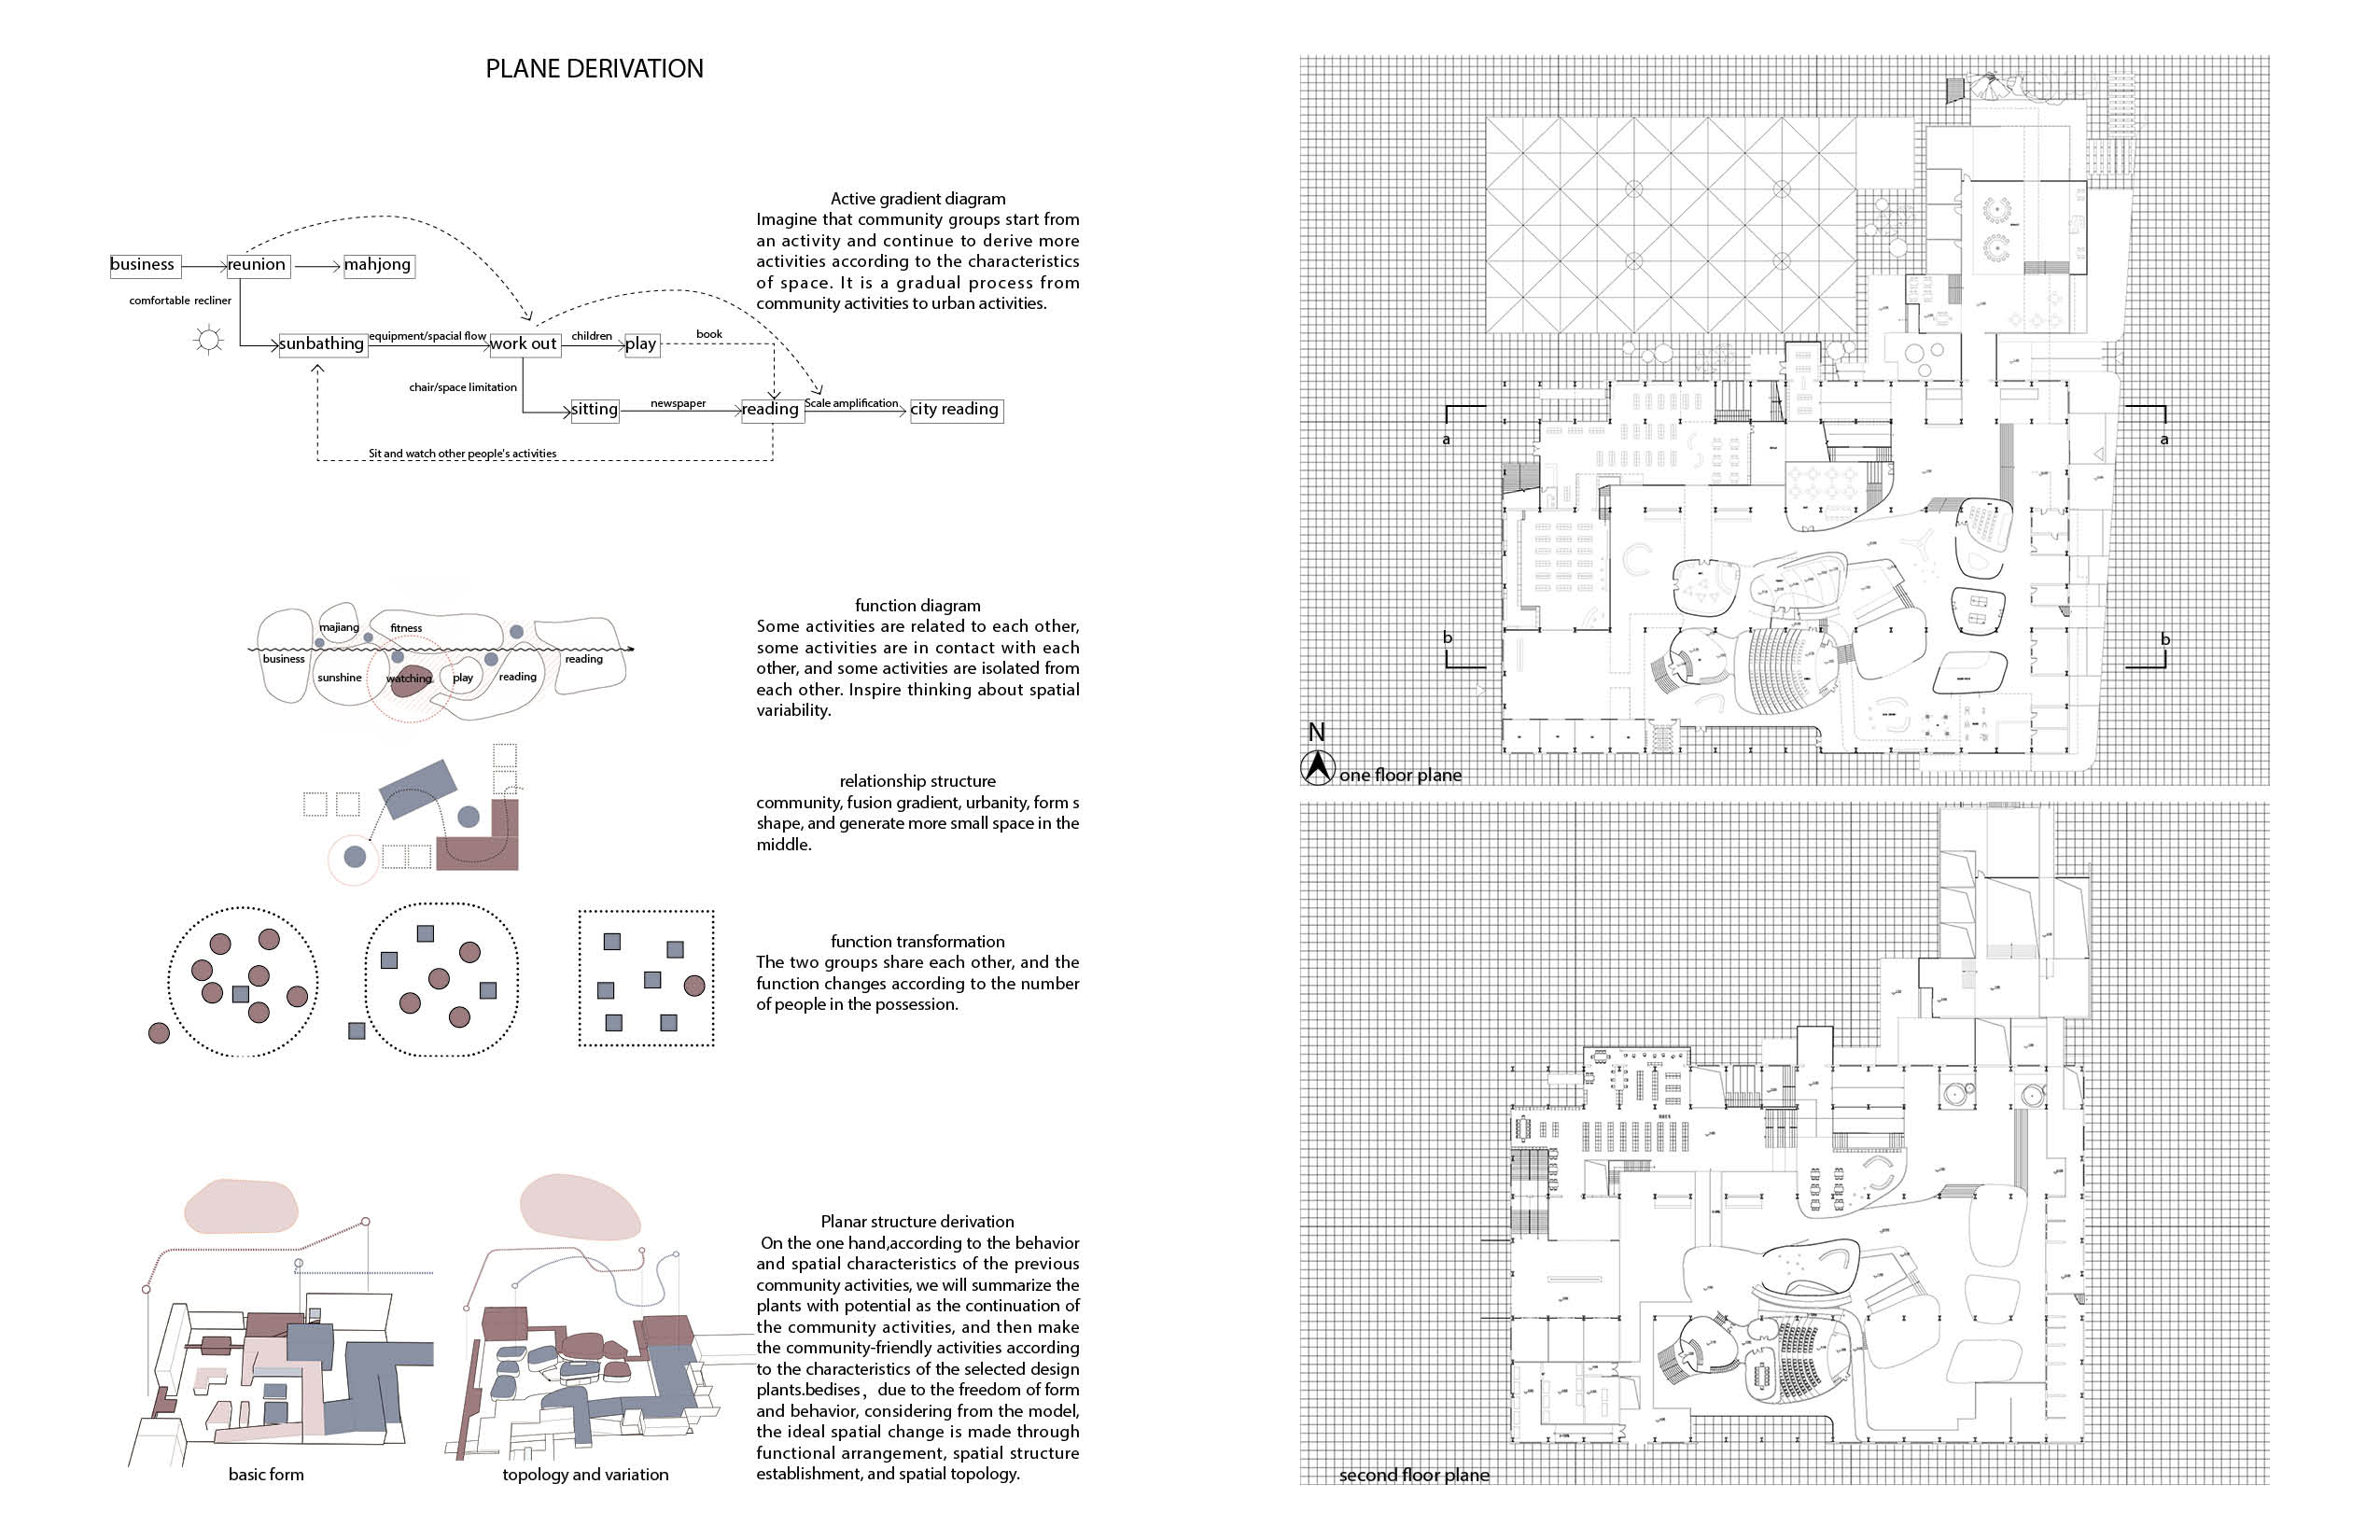 PLANE DERIVATION
Active gradient diagram
Imagine that community groups start from
an activity and continue to derive more
activities according to the characteristics
of space. It is a gradual process from
community activities to urban activities.
business
reunion
mahjong
comfortable recliner
sunbathing
equipment/spacial flow
work out
children
play
book
chair/space limitation
sitting
newspaper
reading
Scale amplification
city reading
Sit and watch other people's activities
function diagram
Some activities are related to each other,
some activities are in contact with each
other, and some activities are isolated from
each other. Inspire thinking about spatial
variability.
majiang
fitness
business
reading
sunshine
watching
play
reading
relationship structure
community, fusion gradient, urbanity, form s
shape, and generate more small space in the
middle.
function transformation
The two groups share each other, and the
function changes according to the number
of people in the possession.
Planar structure derivation
On the one hand,according to the behavior
and spatial characteristics of the previous
community activities, we will summarize the
plants with potential as the continuation of
the community activities, and then make
the community-friendly activities according
to the characteristics of the selected design
plants.bedises，due to the freedom of form
and behavior, considering from the model,
the ideal spatial change is made through
functional arrangement, spatial structure
establishment, and spatial topology.
basic form
topology and variation
a
a
b
b
N
one floor plane
second floor plane